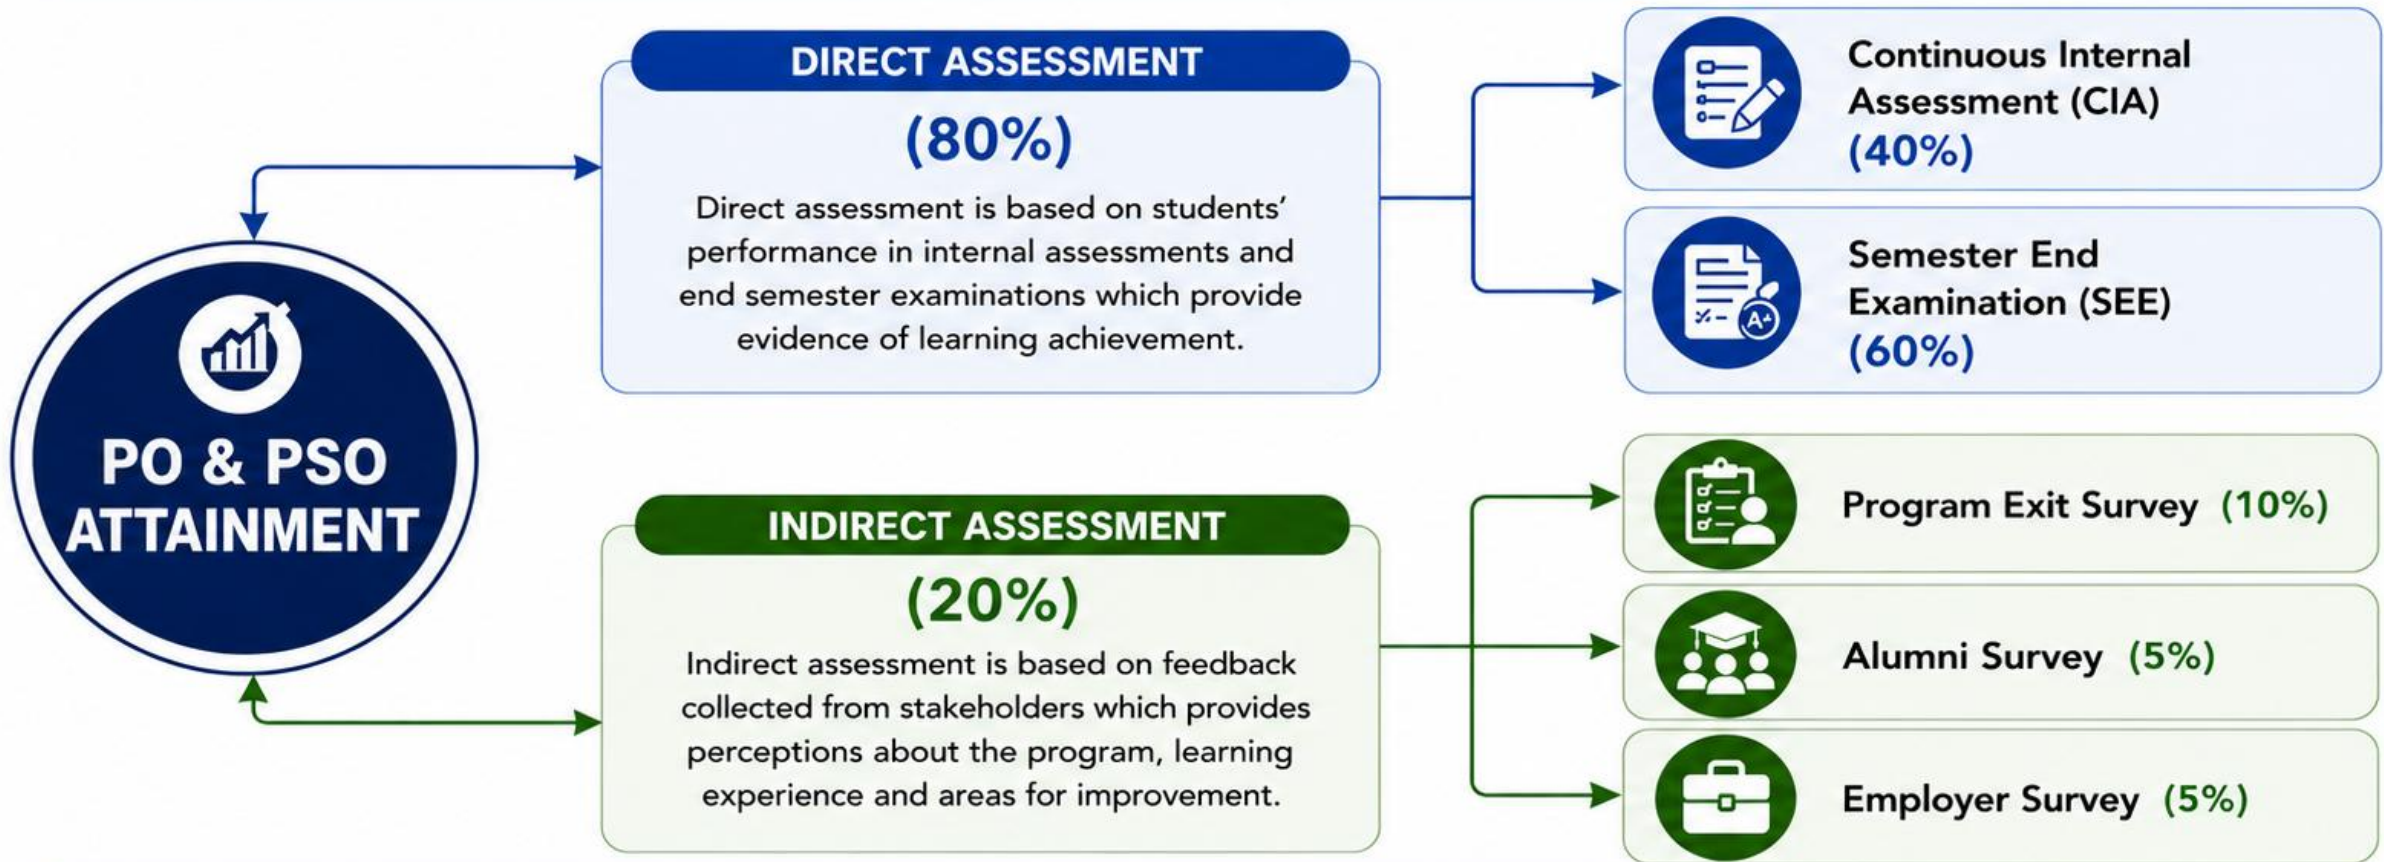 PO & PSO
ATTAINMENT
DIRECT ASSESSMENT
(80%)
Direct assessment is based on students’
performance in internal assessments and
end semester examinations which provide
evidence of learning achievement.
Continuous Internal
Assessment (CIA)
(40%)
A+
Semester End
Examination (SEE)
(60%)
INDIRECT ASSESSMENT
(20%)
Indirect assessment is based on feedback
collected from stakeholders which provides
perceptions about the program, learning
experience and areas for improvement.
Program Exit Survey (10%)
Alumni Survey (5%)
Employer Survey (5%)